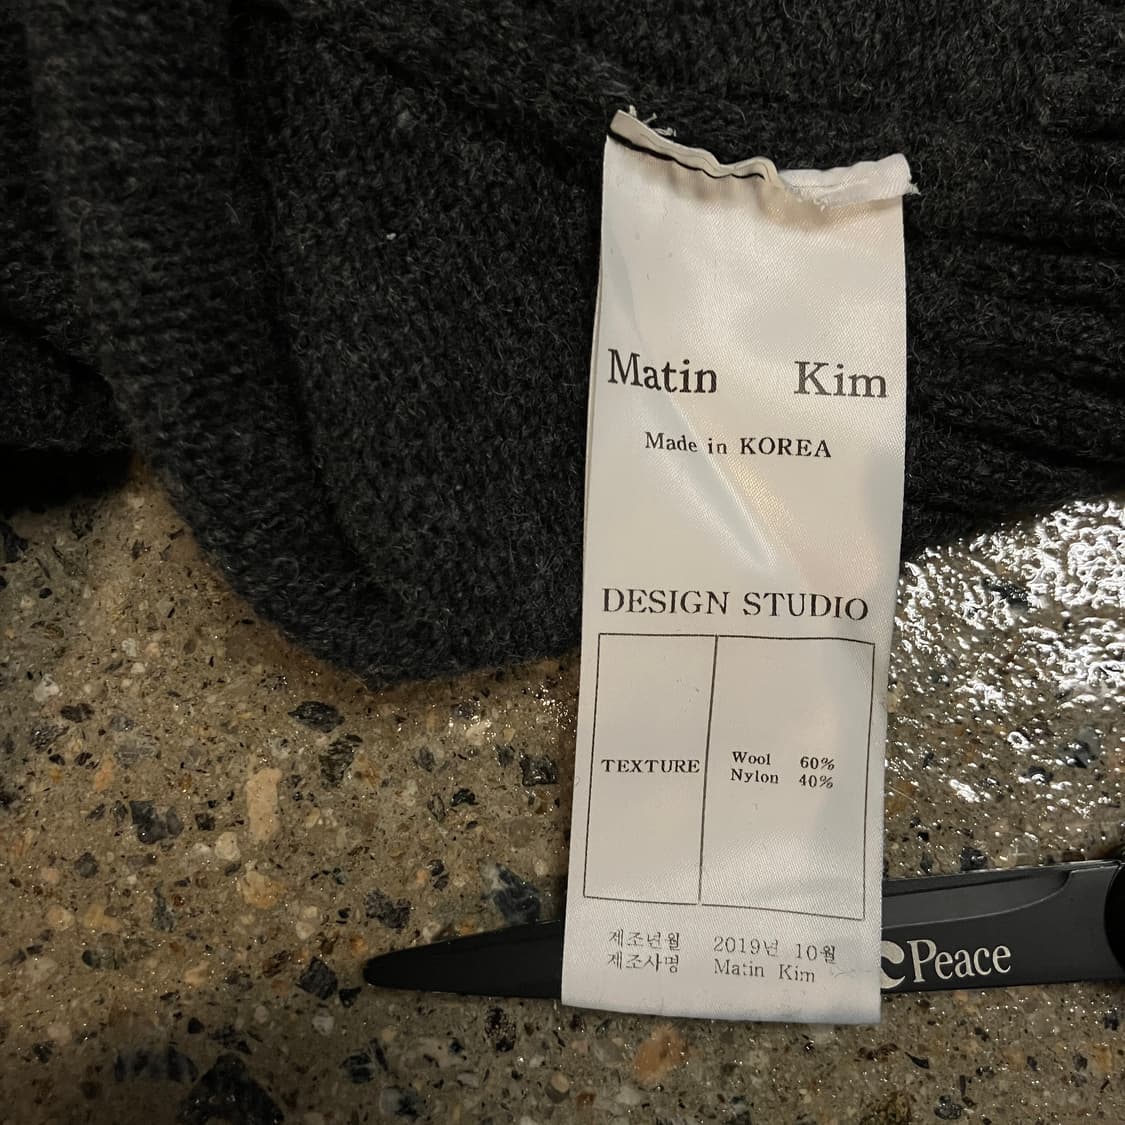 Matin Kim
Made in KOREA
DESIGN STUDIO
TEXTURE
Wool 60%
Nylon 40%
제조년월 2019년 10월
제조사명 Matin Kim
Peace